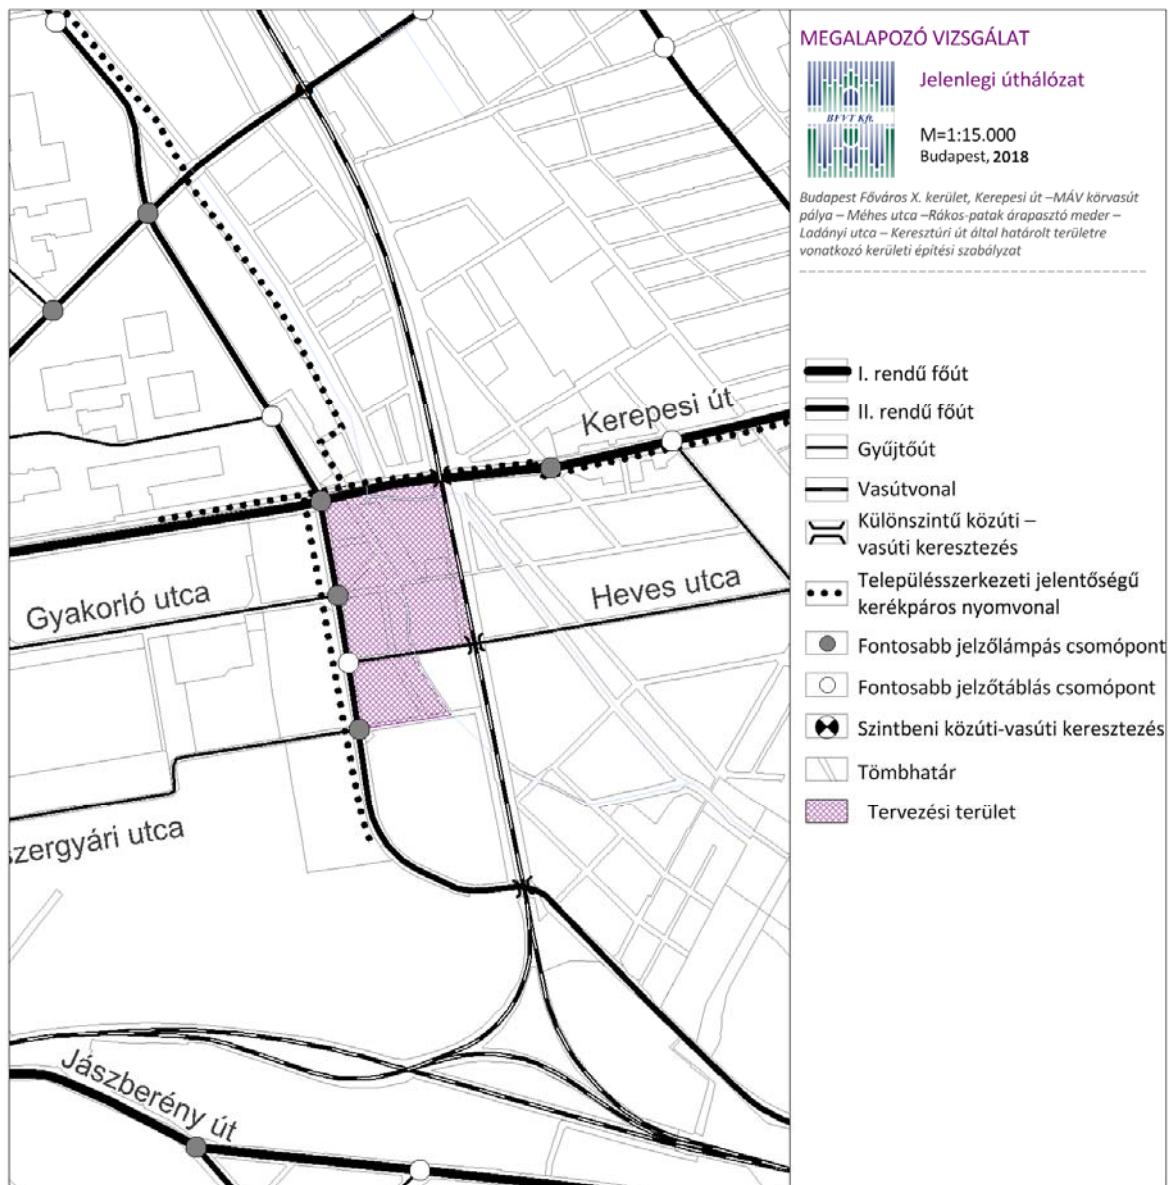 MEGALAPOZÓ VIZSGÁLAT
BFVT Kft.
Jelenlegi úthálózat
M=1:15.000
Budapest, 2018
Budapest Főváros X. kerület, Kerepesi út –MÁV körvasút
pálya – Méhes utca –Rákos-patak árapasztó meder –
Ladányi utca – Keresztúri út által határolt területre
vonatkozó kerületi építési szabályzat
I. rendű főút
II. rendű főút
Gyűjtőút
Vasútvonal
Különszintű közúti –
vasúti keresztezés
Településszerkezeti jelentőségű
kerékpáros nyomvonal
Fontosabb jelzőlámpás csomópont
Fontosabb jelzőtáblás csomópont
Szintbeni közúti-vasúti keresztezés
Tömbhatár
Tervezési terület
Kerepesi út
Gyakorló utca
Heves utca
szergyári utca
Jászberény út